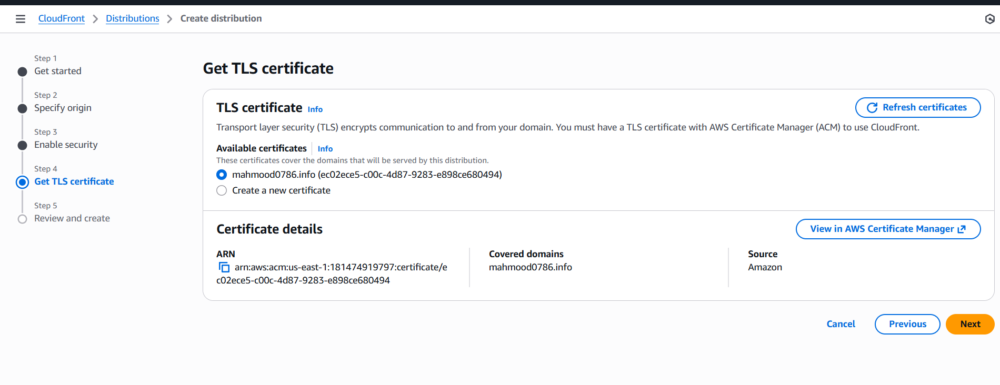 CloudFront > Distributions > Create distribution
Step 1
Get started
Step 2
Specify origin
Step 3
Enable security
Step 4
Get TLS certificate
Step 5
Review and create
Get TLS certificate
TLS certificate Info
Refresh certificates
Transport layer security (TLS) encrypts communication to and from your domain. You must have a TLS certificate with AWS Certificate Manager (ACM) to use CloudFront.
Available certificates | Info
These certificates cover the domains that will be served by this distribution.
mahmood0786.info (ec02ece5-c00c-4d87-9283-e898ce680494)
Create a new certificate
Certificate details
View in AWS Certificate Manager
ARN
arn:aws:acm:us-east-1:181474919797:certificate/e
c02ece5-c00c-4d87-9283-e898ce680494
Covered domains
mahmood0786.info
Source
Amazon
Cancel
Previous
Next